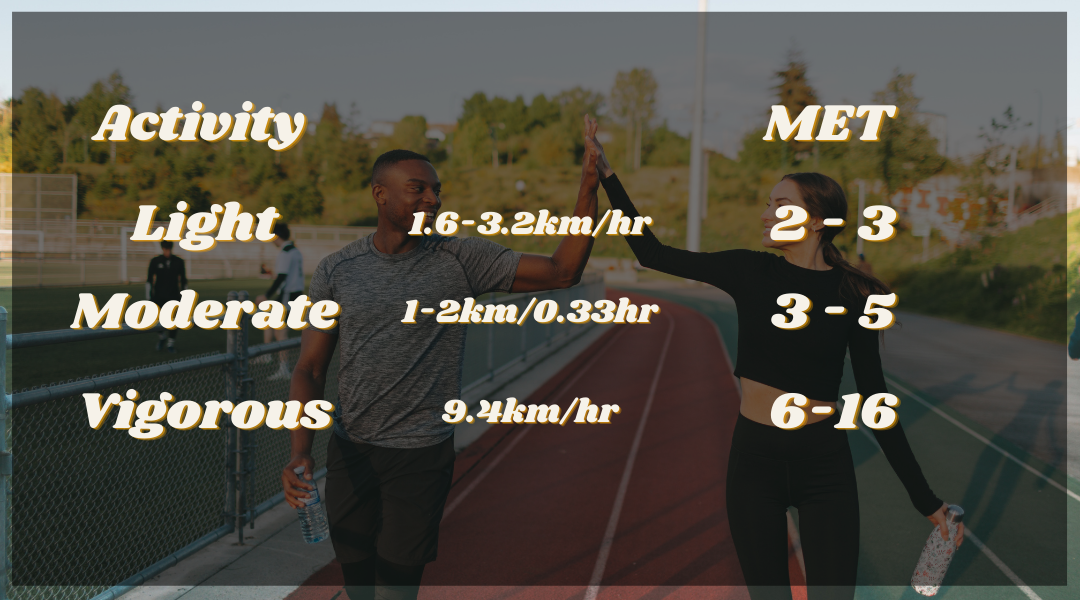 Activity MET
Light 1.6-3.2km/hr 2 - 3
Moderate 1-2km/0.33hr 3 - 5
Vigorous 9.4km/hr 6-16